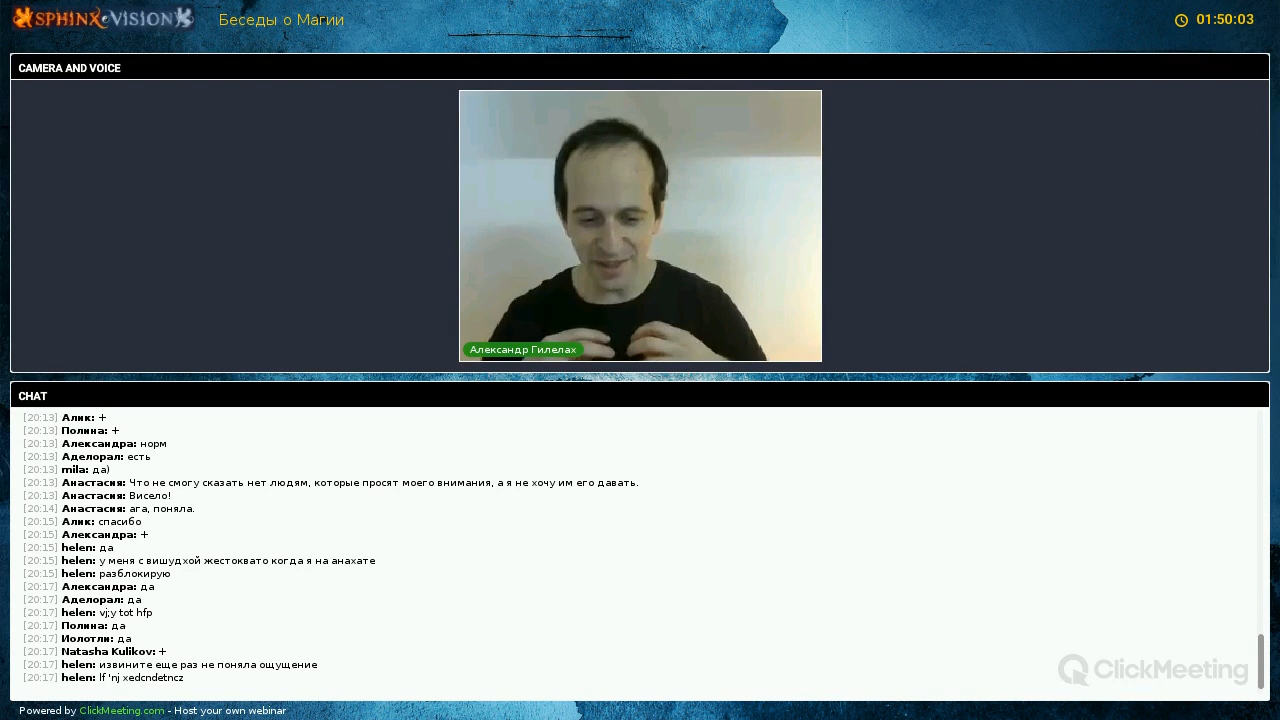 SPHINX VISION Беседы о Магии 01:50:03
CAMERA AND VOICE
Александр Гилелах
CHAT
[20:13] Алик: +
[20:13] Полина: +
[20:13] Александра: норм
[20:13] Аделорал: есть
[20:13] mila: да)
[20:13] Анастасия: Что не смогу сказать нет людям, которые просят моего внимания, а я не хочу им его давать.
[20:13] Анастасия: Висело!
[20:14] Анастасия: ага, поняла.
[20:15] Алик: спасибо
[20:15] Александра: +
[20:15] helen: да
[20:15] helen: у меня с вишудхой жестоквато когда я на анахате
[20:15] helen: разблокирую
[20:17] Александра: да
[20:17] Аделорал: да
[20:17] helen: vj;y tot hfp
[20:17] Полина: да
[20:17] Иолотли: да
[20:17] Natasha Kulikov: +
[20:17] helen: извините еще раз не поняла ощущение
[20:17] helen: lf 'nj xedcndetncz
ClickMeeting
Powered by ClickMeeting.com - Host your own webinar